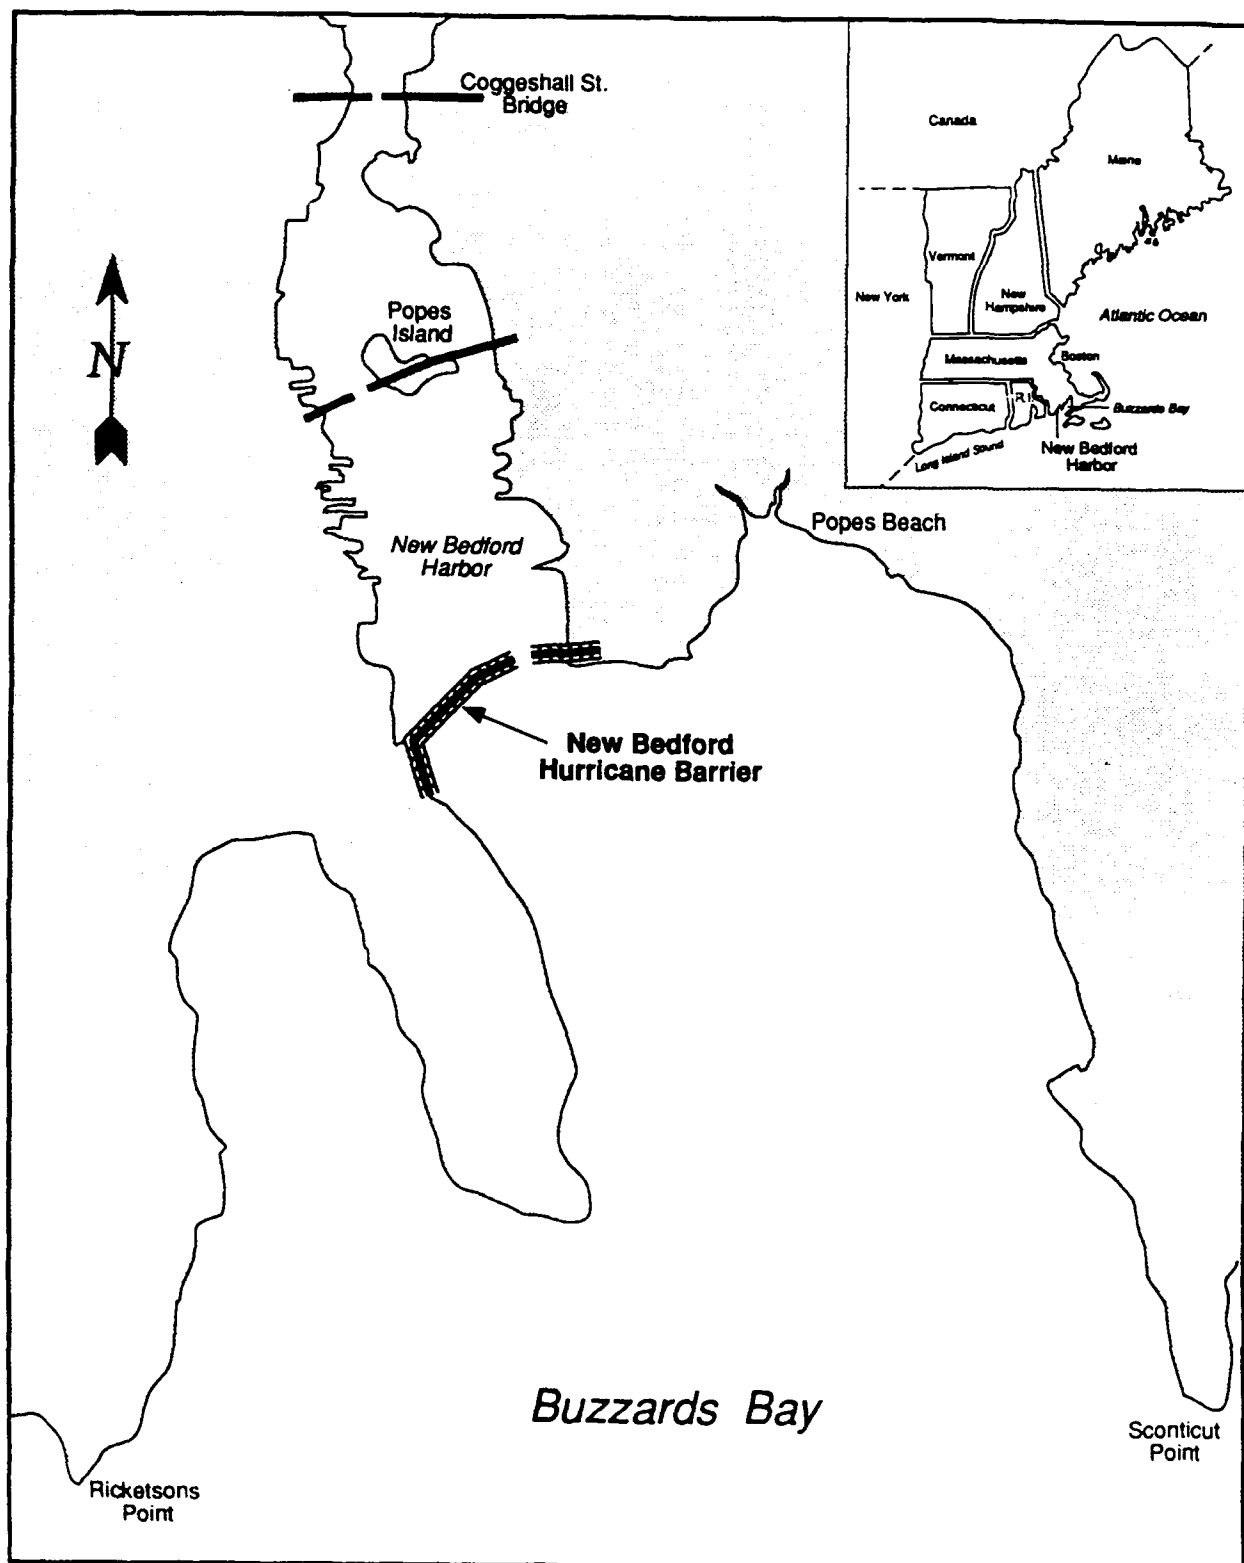 Coggeshall St.
Bridge
Canada
Maine
Vermont
New York
New
Hampshire
Atlantic Ocean
Massachusetts
Boston
Connecticut
R I
Buzzards Bay
Long Island Sound
New Bedford
Harbor
N
Popes
Island
Popes Beach
New Bedford
Harbor
New Bedford
Hurricane Barrier
Buzzards Bay
Sconticut
Point
Ricketsons
Point